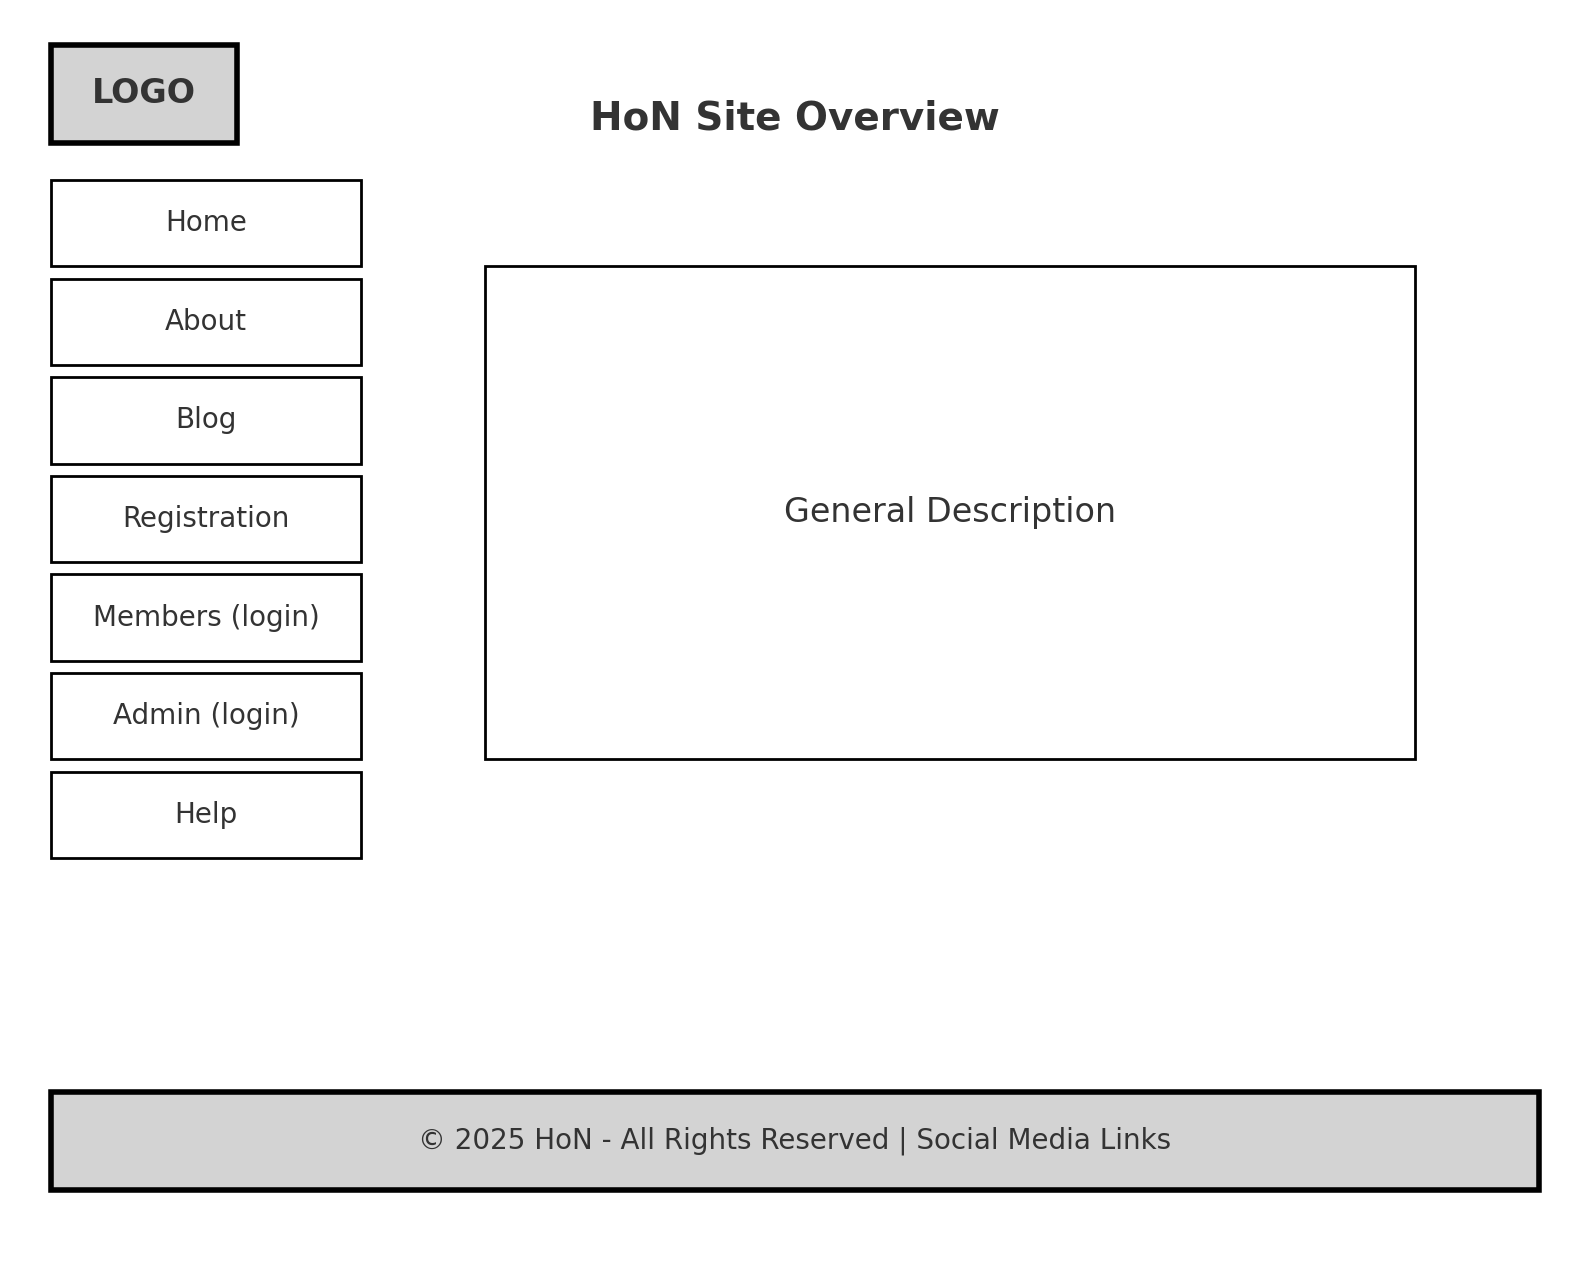 LOGO
HoN Site Overview
Home
About
Blog
Registration
Members (login)
Admin (login)
Help
General Description
© 2025 HoN - All Rights Reserved | Social Media Links